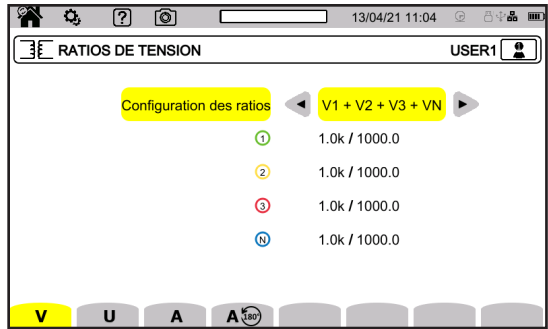 ? 13/04/21 11:04
RATIOS DE TENSION USER1
Configuration des ratios V1 + V2 + V3 + VN
1 1.0k / 1000.0
2 1.0k / 1000.0
3 1.0k / 1000.0
N 1.0k / 1000.0
V U A A 180°